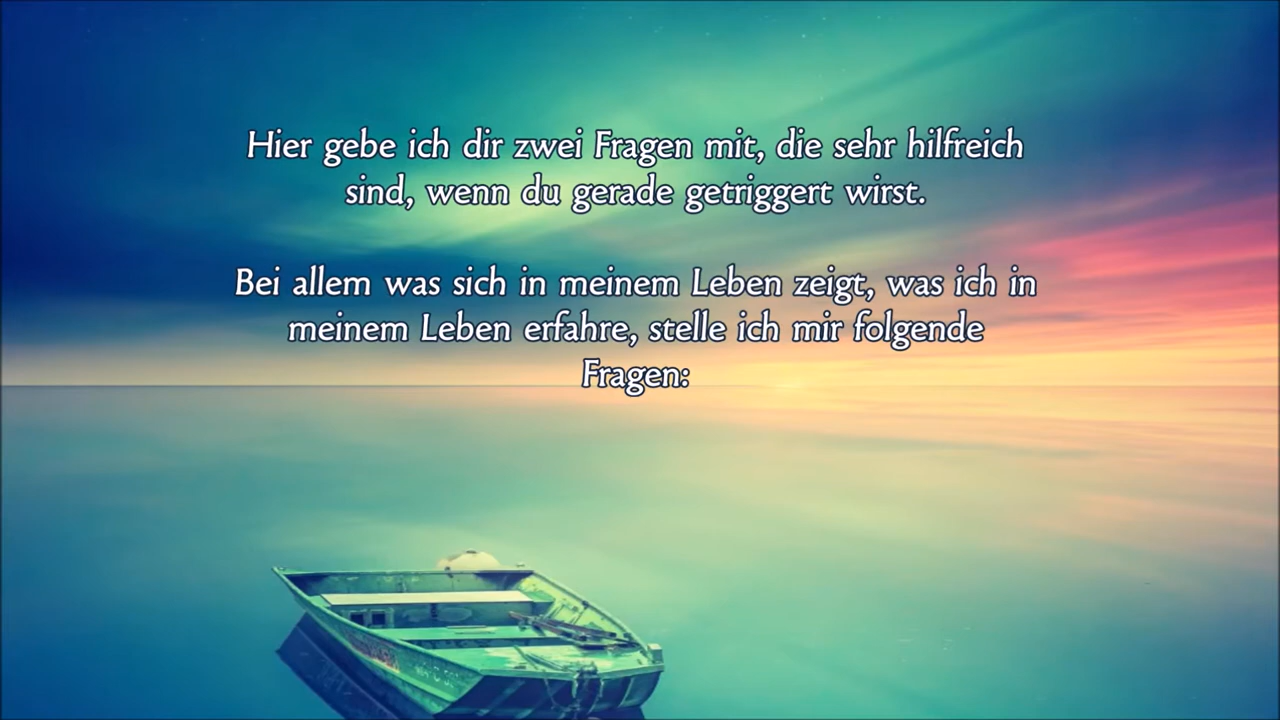 Hier gebe ich dir zwei Fragen mit, die sehr hilfreich
sind, wenn du gerade getriggert wirst.
Bei allem was sich in meinem Leben zeigt, was ich in
meinem Leben erfahre, stelle ich mir folgende
Fragen: